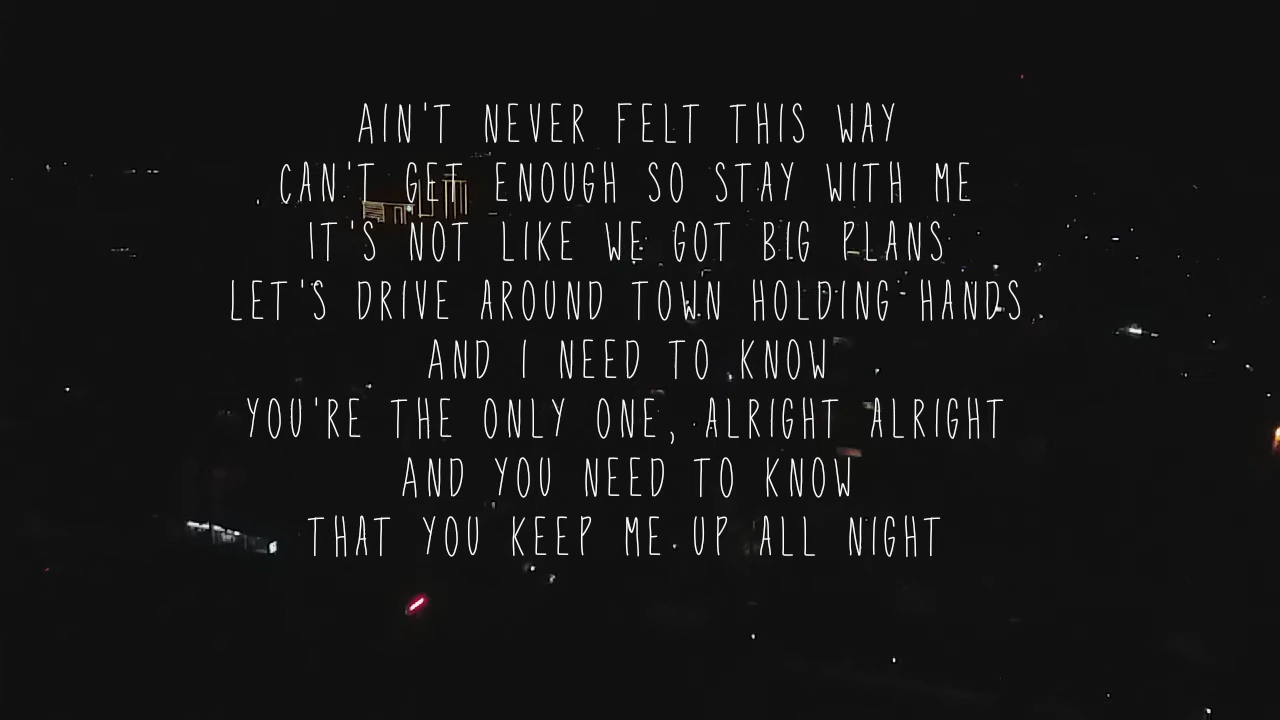 AIN'T NEVER FELT THIS WAY
CAN'T GET ENOUGH SO STAY WITH ME
IT'S NOT LIKE WE GOT BIG PLANS
LET'S DRIVE AROUND TOWN HOLDING HANDS
AND I NEED TO KNOW
YOU'RE THE ONLY ONE, ALRIGHT ALRIGHT
AND YOU NEED TO KNOW
THAT YOU KEEP ME UP ALL NIGHT